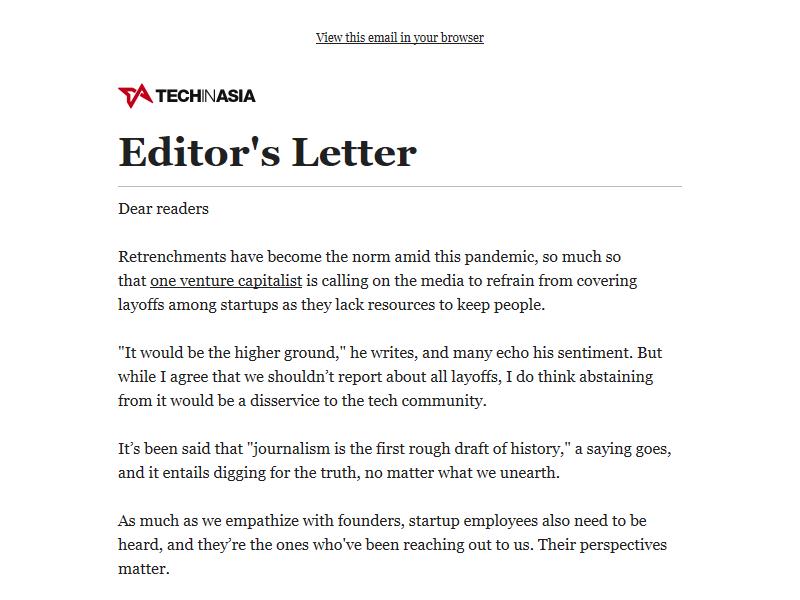 View this email in your browser
TECHINASIA
Editor's Letter
Dear readers
Retrenchments have become the norm amid this pandemic, so much so
that one venture capitalist is calling on the media to refrain from covering
layoffs among startups as they lack resources to keep people.
"It would be the higher ground," he writes, and many echo his sentiment. But
while I agree that we shouldn’t report about all layoffs, I do think abstaining
from it would be a disservice to the tech community.
It’s been said that "journalism is the first rough draft of history," a saying goes,
and it entails digging for the truth, no matter what we unearth.
As much as we empathize with founders, startup employees also need to be
heard, and they’re the ones who've been reaching out to us. Their perspectives
matter.